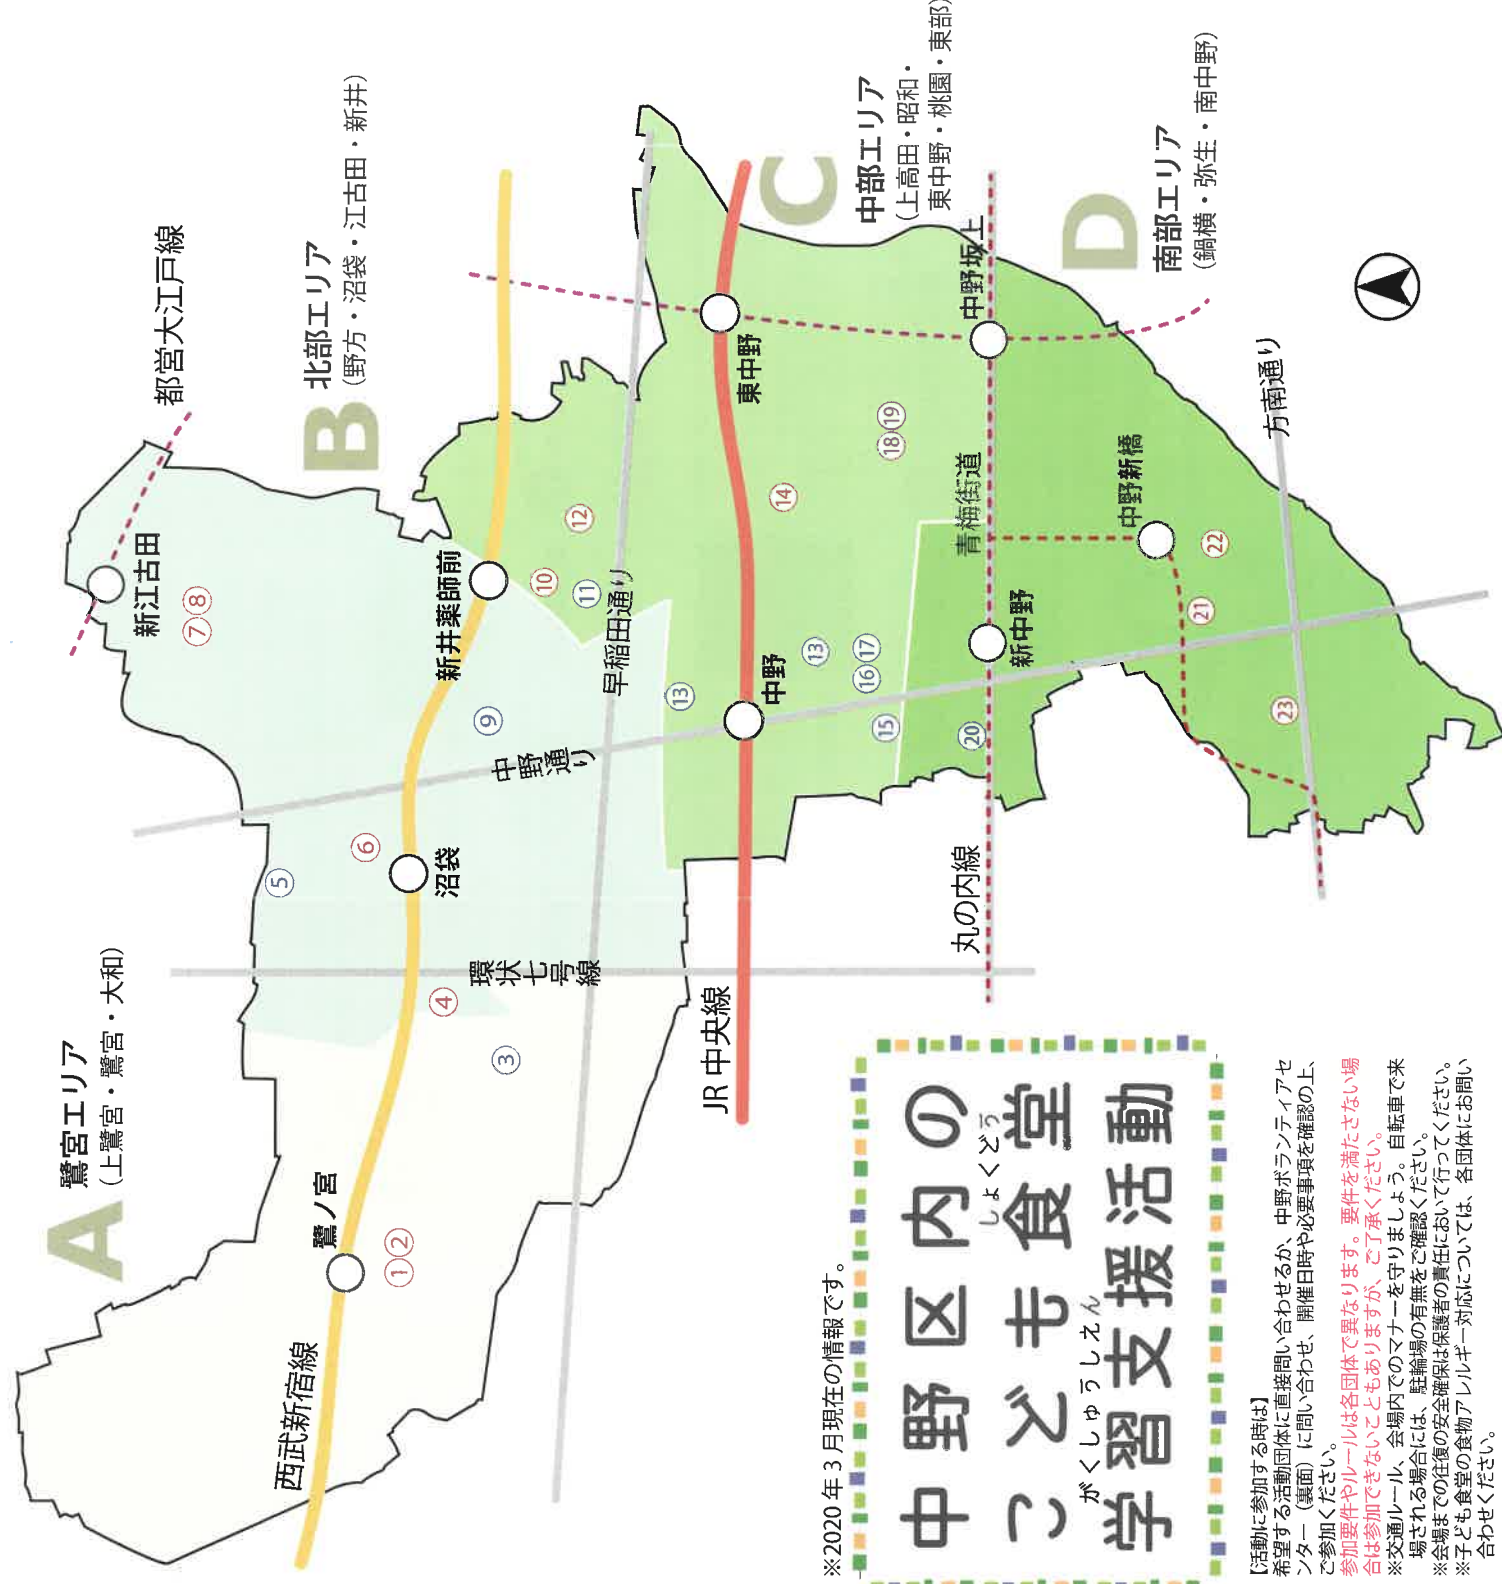 A
鷺宮エリア
(上鷺宮・鷺宮・大和)
B
北部エリア
(野方・沼袋・江古田・新井)
C
中部エリア
(上高田・昭和・
東中野・桃園・東部)
D
南部エリア
(鍋横・弥生・南中野)
都営大江戸線
新江古田
⑦⑧
西武新宿線
鷺ノ宮
①②
③
④
⑤
⑥
沼袋
新井薬師前
⑨
⑩
⑪
⑫
中野通り
環状七号線
早稲田通り
JR 中央線
中野
東中野
⑬
⑬
⑭
⑮
⑯⑰
⑱⑲
丸の内線
青梅街道
中野坂上
新中野
⑳
中野新橋
㉑
㉒
㉓
方南通り
※2020 年 3 月現在の情報です。
中野区内の
しょくどう
こども食堂
がくしゅうしえん
学習支援活動
【活動に参加する時は】
希望する活動団体に直接問い合わせるか、中野ボランティアセ
ンター（裏面）に問い合わせ、開催日時や必要事項を確認の上、
ご参加ください。
参加要件やルールは各団体で異なります。要件を満たさない場
合は参加できないこともありますが、ご了承ください。
※交通ルール、会場内でのマナーを守りましょう。自転車で来
場される場合には、駐輪場の有無をご確認ください。
※会場までの往復の安全確保は保護者の責任において行ってください。
※子ども食堂の食物アレルギー対応については、各団体にお問い
合わせください。